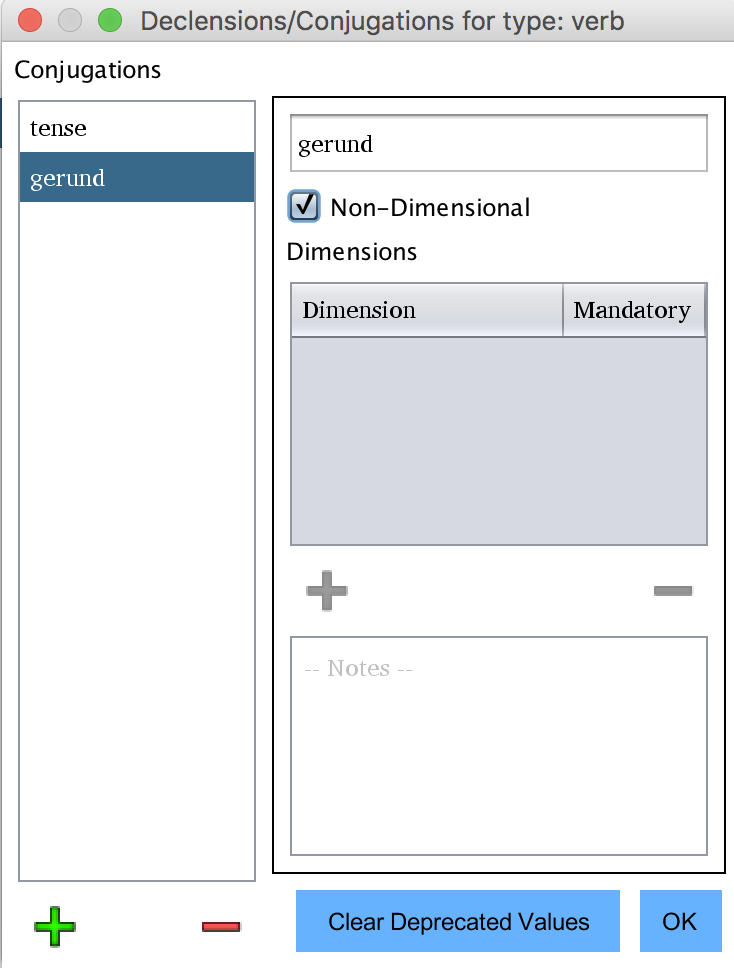 Declensions/Conjugations for type: verb
Conjugations
tense
gerund
gerund
Non-Dimensional
Dimensions
Dimension Mandatory
-- Notes --
Clear Deprecated Values
OK